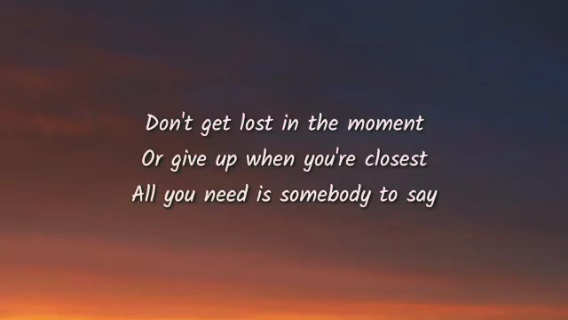 Don't get lost in the moment
Or give up when you're closest
All you need is somebody to say